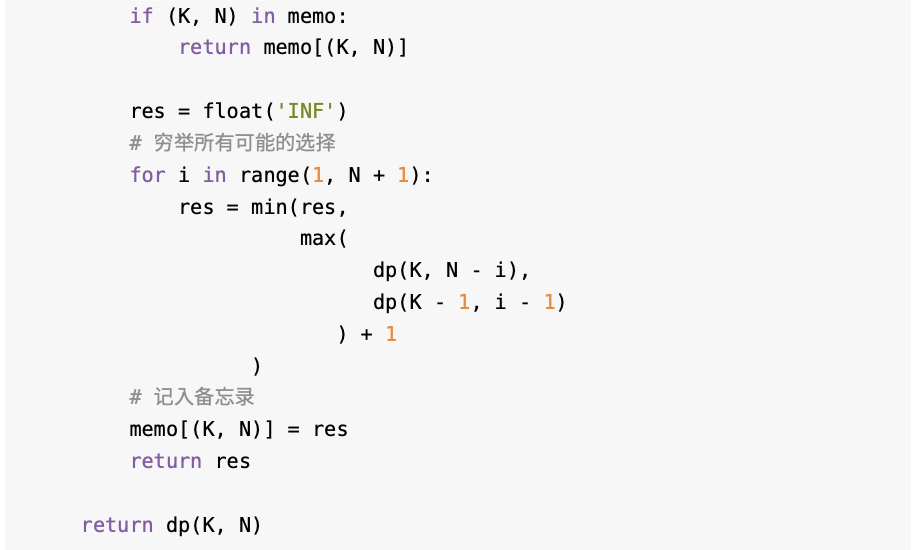 if (K, N) in memo:
return memo[(K, N)]
res = float('INF')
# 穷举所有可能的选择
for i in range(1, N + 1):
res = min(res,
max(
dp(K, N - i),
dp(K - 1, i - 1)
) + 1
)
# 记入备忘录
memo[(K, N)] = res
return res
return dp(K, N)